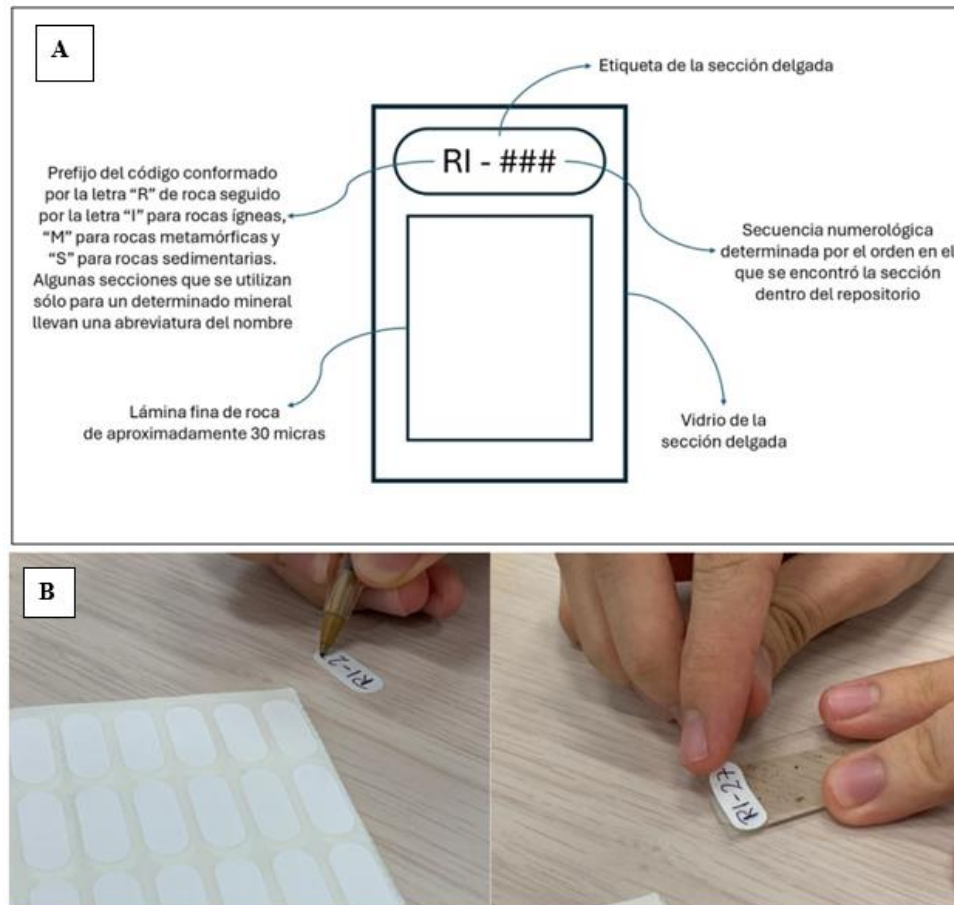 A
Etiqueta de la sección delgada
RI - ###
Prefijo del código conformado
por la letra “R” de roca seguido
por la letra “I” para rocas ígneas,
“M” para rocas metamórficas y
“S” para rocas sedimentarias.
Algunas secciones que se utilizan
sólo para un determinado mineral
llevan una abreviatura del nombre
Secuencia numerológica
determinada por el orden en el
que se encontró la sección
dentro del repositorio
Lámina fina de roca
de aproximadamente 30 micras
Vidrio de la
sección delgada
B
RI-2
RI-27